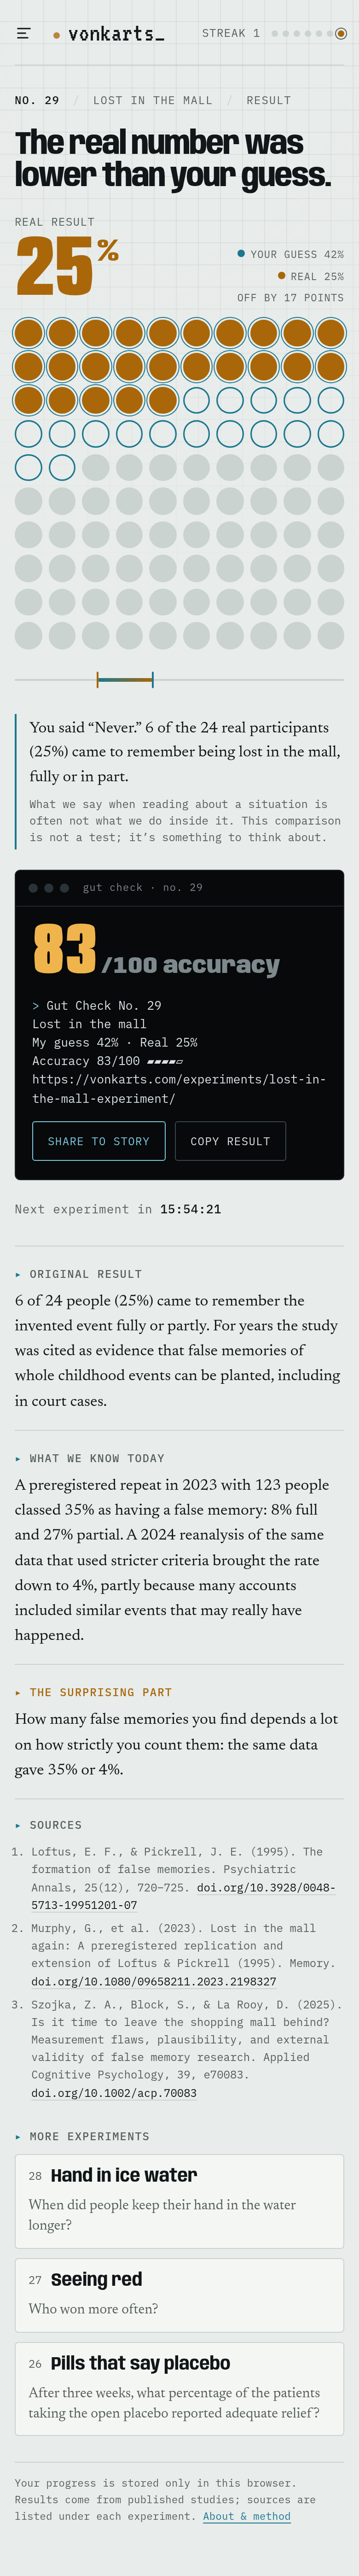 vonkarts_
STREAK 1
NO. 29 / LOST IN THE MALL / RESULT
The real number was
lower than your guess.
REAL RESULT
25%
YOUR GUESS 42%
REAL 25%
OFF BY 17 POINTS
You said “Never.” 6 of the 24 real participants
(25%) came to remember being lost in the mall,
fully or in part.
What we say when reading about a situation is
often not what we do inside it. This comparison
is not a test; it’s something to think about.
gut check · no. 29
83/100 accuracy
> Gut Check No. 29
Lost in the mall
My guess 42% · Real 25%
Accuracy 83/100 ▰▰▰▰▱
https://vonkarts.com/experiments/lost-in-
the-mall-experiment/
SHARE TO STORY
COPY RESULT
Next experiment in 15:54:21
▸ ORIGINAL RESULT
6 of 24 people (25%) came to remember the
invented event fully or partly. For years the study
was cited as evidence that false memories of
whole childhood events can be planted, including
in court cases.
▸ WHAT WE KNOW TODAY
A preregistered repeat in 2023 with 123 people
classed 35% as having a false memory: 8% full
and 27% partial. A 2024 reanalysis of the same
data that used stricter criteria brought the rate
down to 4%, partly because many accounts
included similar events that may really have
happened.
▸ THE SURPRISING PART
How many false memories you find depends a lot
on how strictly you count them: the same data
gave 35% or 4%.
▸ SOURCES
1. Loftus, E. F., & Pickrell, J. E. (1995). The
formation of false memories. Psychiatric
Annals, 25(12), 720–725. doi.org/10.3928/0048-
5713-19951201-07
2. Murphy, G., et al. (2023). Lost in the mall
again: A preregistered replication and
extension of Loftus & Pickrell (1995). Memory.
doi.org/10.1080/09658211.2023.2198327
3. Szojka, Z. A., Block, S., & La Rooy, D. (2025).
Is it time to leave the shopping mall behind?
Measurement flaws, plausibility, and external
validity of false memory research. Applied
Cognitive Psychology, 39, e70083.
doi.org/10.1002/acp.70083
▸ MORE EXPERIMENTS
28 Hand in ice water
When did people keep their hand in the water
longer?
27 Seeing red
Who won more often?
26 Pills that say placebo
After three weeks, what percentage of the patients
taking the open placebo reported adequate relief?
Your progress is stored only in this browser.
Results come from published studies; sources are
listed under each experiment. About & method